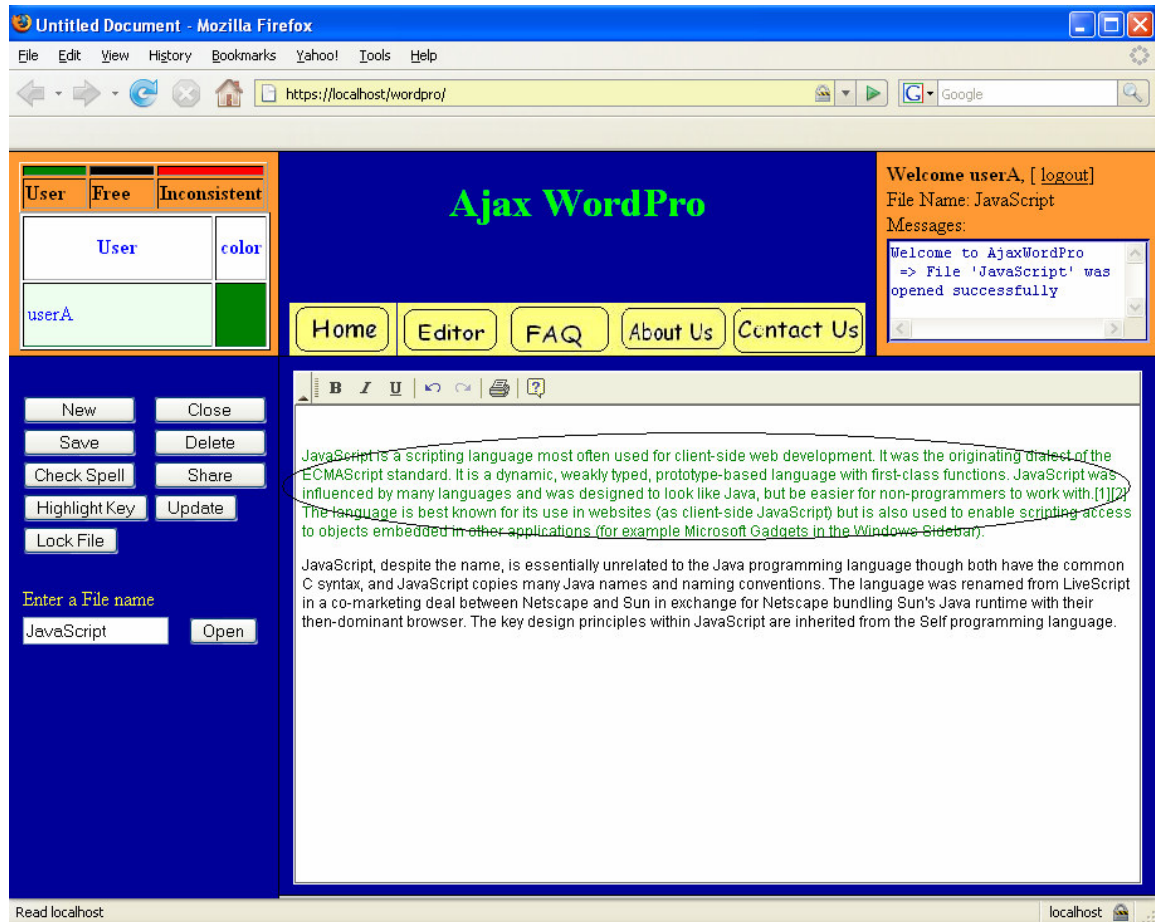 Untitled Document - Mozilla Firefox
File Edit View History Bookmarks Yahoo! Tools Help
https://localhost/wordpro/
Google
User Free Inconsistent
User color
userA
Ajax WordPro
Home Editor FAQ About Us Contact Us
Welcome userA, [ logout]
File Name: JavaScript
Messages:
Welcome to AjaxWordPro
=> File 'JavaScript' was
opened successfully
New Close
Save Delete
Check Spell Share
Highlight Key Update
Lock File
Enter a File name
JavaScript Open
B I U
JavaScript is a scripting language most often used for client-side web development. It was the originating dialect of the
ECMAScript standard. It is a dynamic, weakly typed, prototype-based language with first-class functions. JavaScript was
influenced by many languages and was designed to look like Java, but be easier for non-programmers to work with.[1][2]
The language is best known for its use in websites (as client-side JavaScript) but is also used to enable scripting access
to objects embedded in other applications (for example Microsoft Gadgets in the Windows Sidebar).
JavaScript, despite the name, is essentially unrelated to the Java programming language though both have the common
C syntax, and JavaScript copies many Java names and naming conventions. The language was renamed from LiveScript
in a co-marketing deal between Netscape and Sun in exchange for Netscape bundling Sun's Java runtime with their
then-dominant browser. The key design principles within JavaScript are inherited from the Self programming language.
Read localhost
localhost